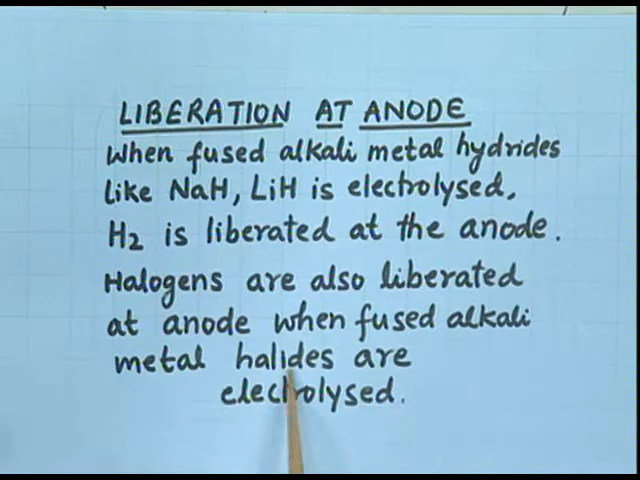 LIBERATION AT ANODE
When fused alkali metal hydrides
like NaH, LiH is electrolysed,
H2 is liberated at the anode.
Halogens are also liberated
at anode when fused alkali
metal halides are
electrolysed.